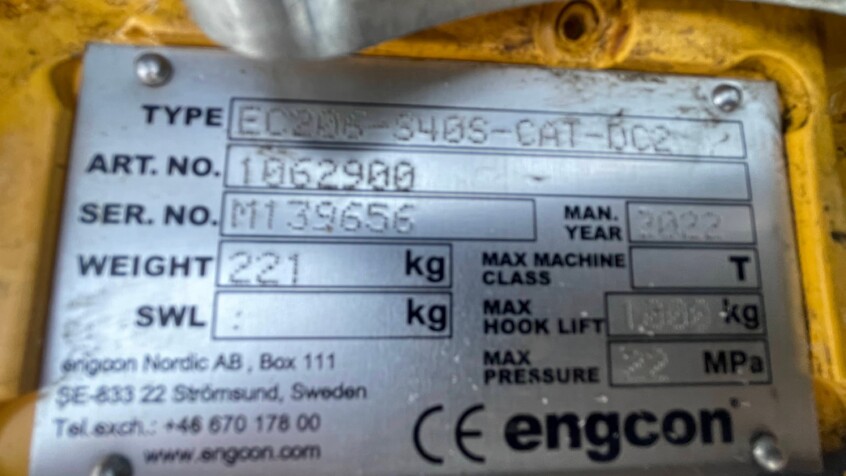 TYPE EC206-S40S-CAT-DC2
ART. NO. 1062900
SER. NO. M139656 MAN. YEAR 2022
WEIGHT 221 kg MAX MACHINE CLASS T
SWL : kg MAX HOOK LIFT 1000 kg
engcon Nordic AB , Box 111 MAX PRESSURE 22 MPa
SE-833 22 Strömsund, Sweden
Tel.exch.: +46 670 178 00
www.engcon.com
CE engcon